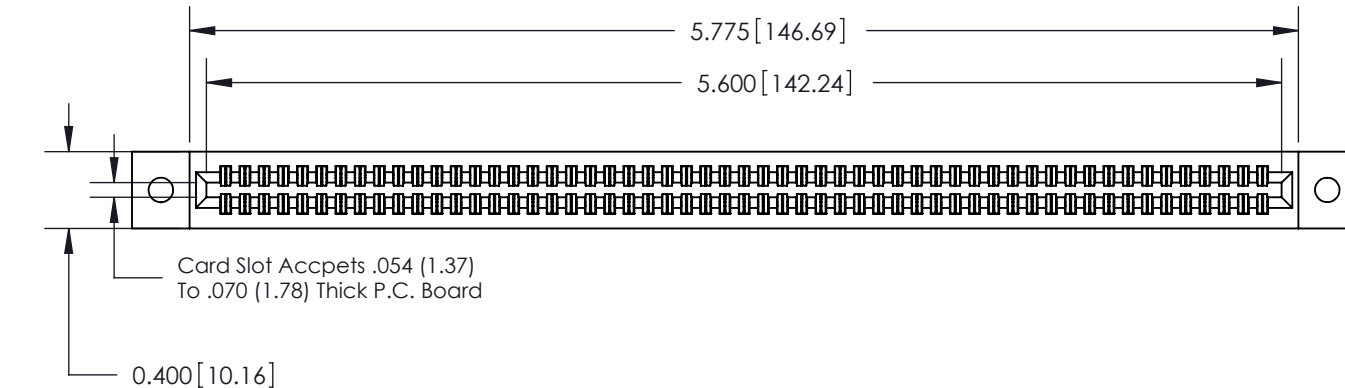 5.775[146.69]
5.600[142.24]
Card Slot Accpets .054 (1.37)
To .070 (1.78) Thick P.C. Board
0.400[10.16]